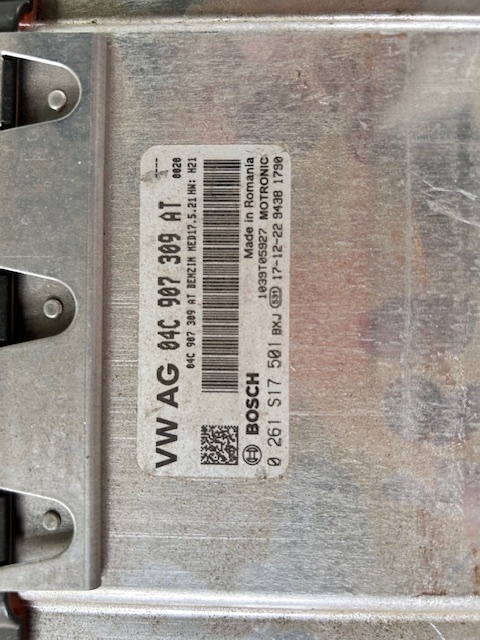 VW AG 04C 907 309 AT ---
04C 907 309 AT BENZIN MED17.5.21 HW: H21 0020
BOSCH Made in Romania
1039T05927 MOTRONIC
0 261 S17 501 BXJ 531 17-12-22 9438 1790